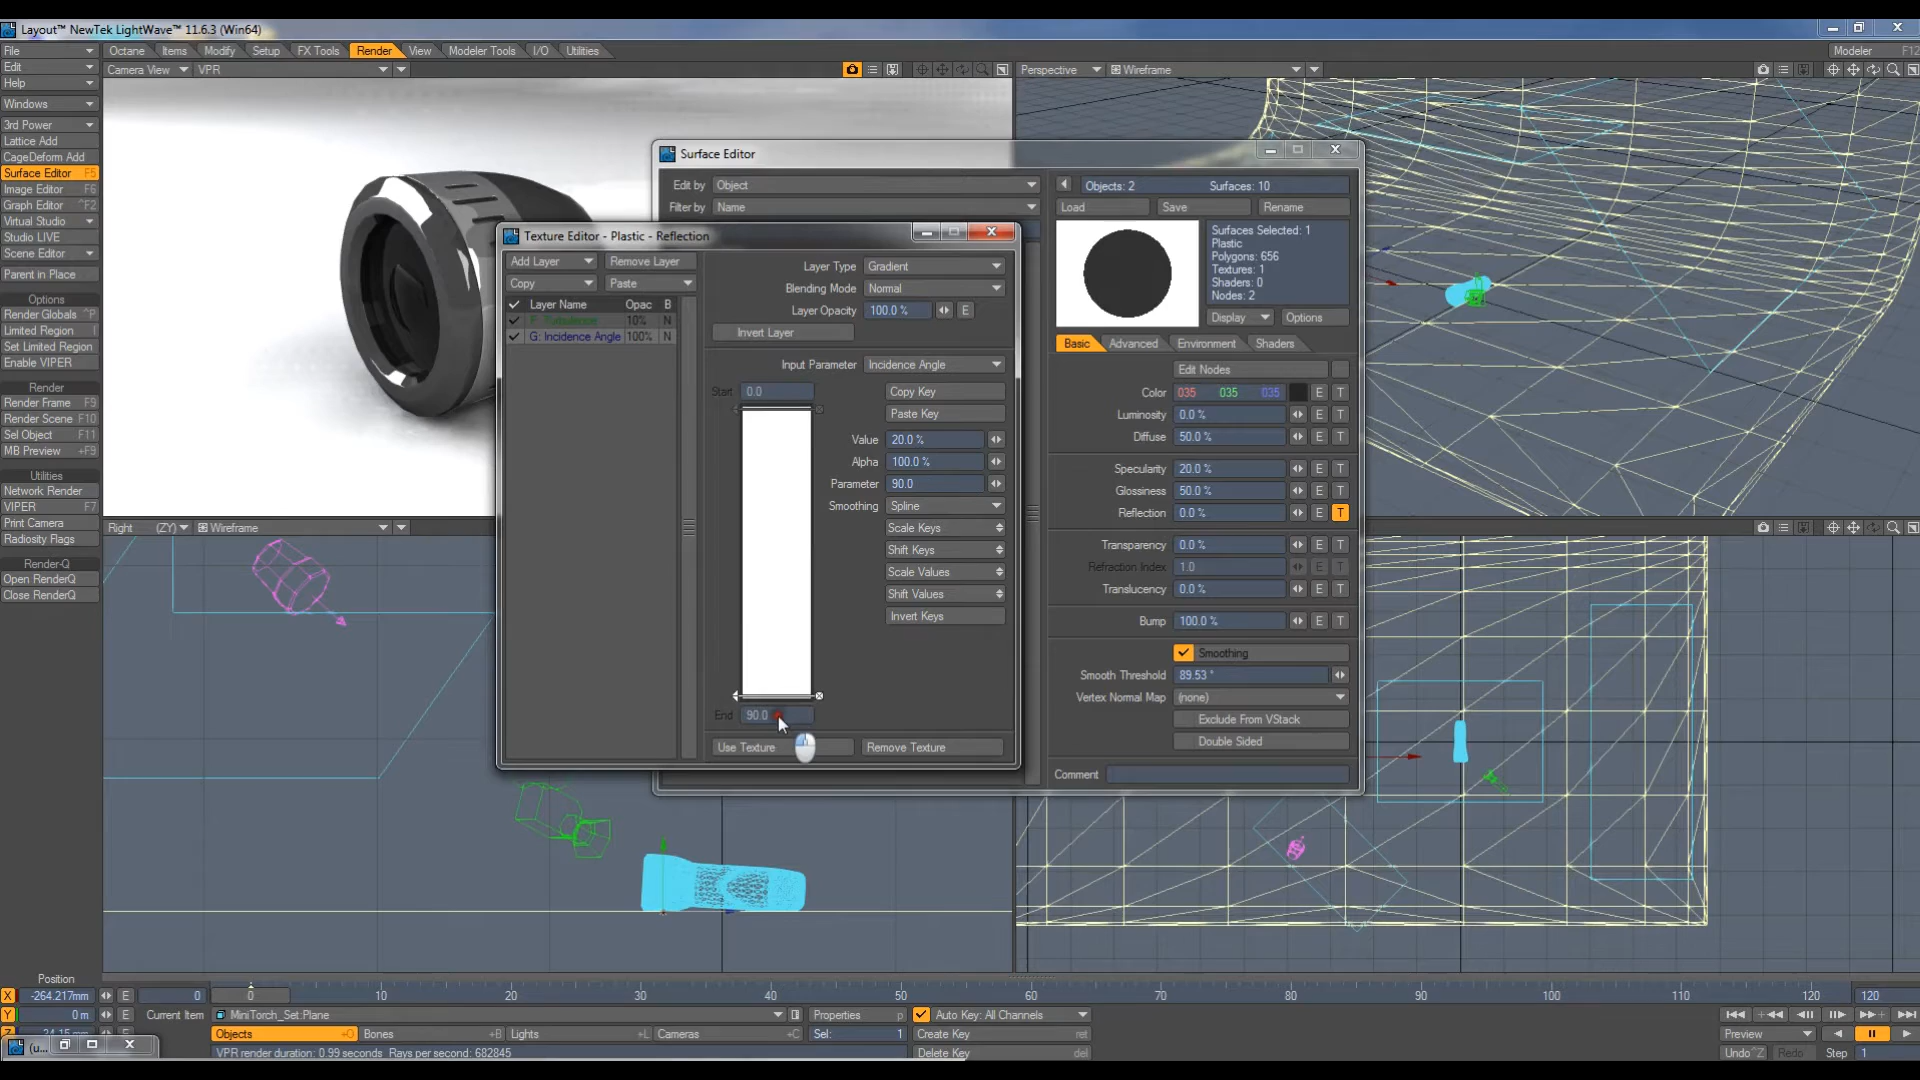 Layout™ NewTek LightWave™ 11.6.3 (Win64)
File
Octane Items Modify Setup FX Tools Render View Modeler Tools I/O Utilities
Modeler F12
Edit
Camera View VPR
Perspective Wireframe
Help
Windows
3rd Power
Lattice Add
CageDeform Add
Surface Editor F5
Image Editor F6
Graph Editor ^F2
Virtual Studio
Studio LIVE
Scene Editor
Parent in Place
Options
Render Globals ^P
Limited Region l
Set Limited Region
Enable VIPER
Render
Render Frame F9
Render Scene F10
Sel Object F11
MB Preview +F9
Utilities
Network Render
VIPER F7
Print Camera
Radiosity Flags
Render-Q
Open RenderQ
Close RenderQ
Surface Editor
Edit by Object
Filter by Name
Objects: 2 Surfaces: 10
Load Save Rename
Surfaces Selected: 1
Plastic
Polygons: 656
Textures: 1
Shaders: 0
Nodes: 2
Display Options
Basic Advanced Environment Shaders
Edit Nodes
Color 035 035 035 E T
Luminosity 0.0 % E T
Diffuse 50.0 % E T
Specularity 20.0 % E T
Glossiness 50.0 % E T
Reflection 0.0 % E T
Transparency 0.0 % E T
Refraction Index 1.0 E T
Translucency 0.0 % E T
Bump 100.0 % E T
Smoothing
Smooth Threshold 89.53 °
Vertex Normal Map (none)
Exclude From VStack
Double Sided
Comment
Texture Editor - Plastic - Reflection
Add Layer Remove Layer
Copy Paste
Layer Name Opac B
F: Turbulence 10% N
G: Incidence Angle 100% N
Layer Type Gradient
Blending Mode Normal
Layer Opacity 100.0 % E
Invert Layer
Input Parameter Incidence Angle
Start 0.0
Copy Key
Paste Key
Value 20.0 %
Alpha 100.0 %
Parameter 90.0
Smoothing Spline
Scale Keys
Shift Keys
Scale Values
Shift Values
Invert Keys
End 90.0
Use Texture Remove Texture
Right (ZY) Wireframe
Position
X -264.217mm E 0
0 10 20 30 40 50 60 70 80 90 100 110 120 120
Y 0 m E Current Item MiniTorch_Set:Plane Properties p Auto Key: All Channels
Z 24.15 mm
Objects +O Bones +B Lights +L Cameras +C Sel: 1 Create Key ret
Preview
(u...
VPR render duration: 0.99 seconds Rays per second: 682845
Delete Key del
Undo ^Z Redo Step 1